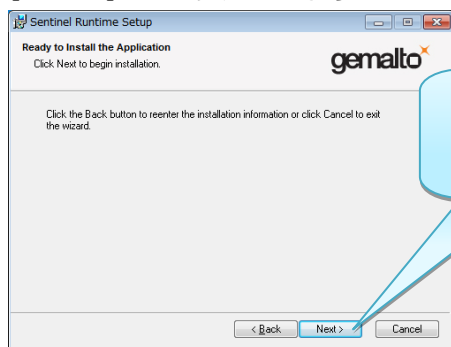 Sentinel Runtime Setup
Ready to Install the Application
Click Next to begin installation.
gemalto
Click the Back button to reenter the installation information or click Cancel to exit
the wizard.
< Back
Next >
Cancel